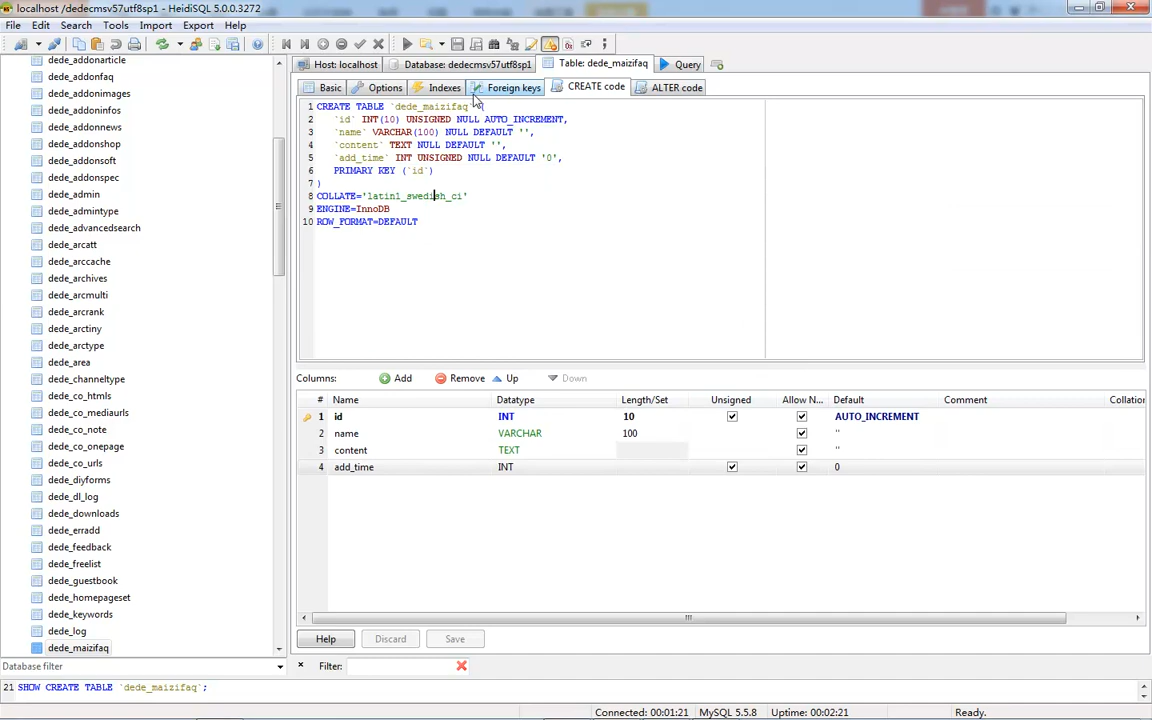 localhost /dedecmsv57utf8sp1] - HeidiSQL 5.0.0.3272
File Edit Search Tools Import Export Help
Host: localhost Database: dedecmsv57utf8sp1 Table: dede_maizifaq Query
Basic Options Indexes Foreign keys CREATE code ALTER code
dede_addonarticle
dede_addonfaq
dede_addonimages
dede_addoninfos
dede_addonnews
dede_addonshop
dede_addonsoft
dede_addonspec
dede_admin
dede_admintype
dede_advancedsearch
dede_arcatt
dede_arccache
dede_archives
dede_arcmulti
dede_arcrank
dede_arctiny
dede_arctype
dede_area
dede_channeltype
dede_co_htmls
dede_co_mediaurls
dede_co_note
dede_co_onepage
dede_co_urls
dede_diyforms
dede_dl_log
dede_downloads
dede_erradd
dede_feedback
dede_freelist
dede_guestbook
dede_homepageset
dede_keywords
dede_log
dede_maizifaq
1 CREATE TABLE `dede_maizifaq` (
2 `id` INT(10) UNSIGNED NULL AUTO_INCREMENT,
3 `name` VARCHAR(100) NULL DEFAULT '',
4 `content` TEXT NULL DEFAULT '',
5 `add_time` INT UNSIGNED NULL DEFAULT '0',
6 PRIMARY KEY (`id`)
7 )
8 COLLATE='latin1_swedish_ci'
9 ENGINE=InnoDB
10 ROW_FORMAT=DEFAULT
Columns: Add Remove Up Down
# Name Datatype Length/Set Unsigned Allow N... Default Comment Collation
1 id INT 10 AUTO_INCREMENT
2 name VARCHAR 100 ''
3 content TEXT ''
4 add_time INT 0
Help Discard Save
Database filter Filter:
21 SHOW CREATE TABLE `dede_maizifaq`;
Connected: 00:01:21 MySQL 5.5.8 Uptime: 00:02:21 Ready.